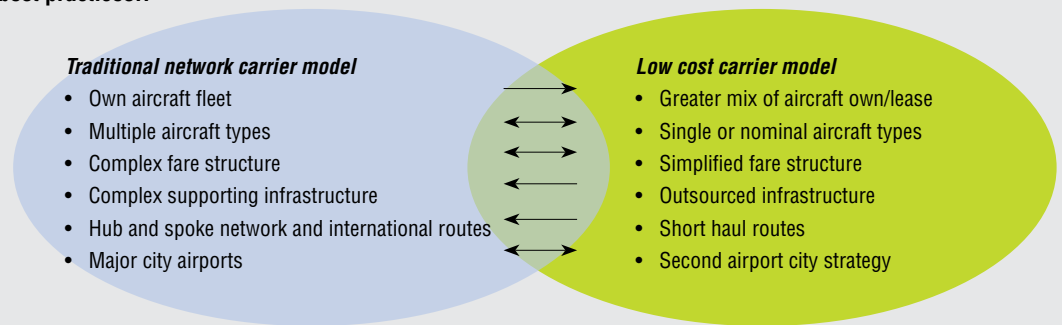 Traditional network carrier model
• Own aircraft fleet
• Multiple aircraft types
• Complex fare structure
• Complex supporting infrastructure
• Hub and spoke network and international routes
• Major city airports
Low cost carrier model
• Greater mix of aircraft own/lease
• Single or nominal aircraft types
• Simplified fare structure
• Outsourced infrastructure
• Short haul routes
• Second airport city strategy